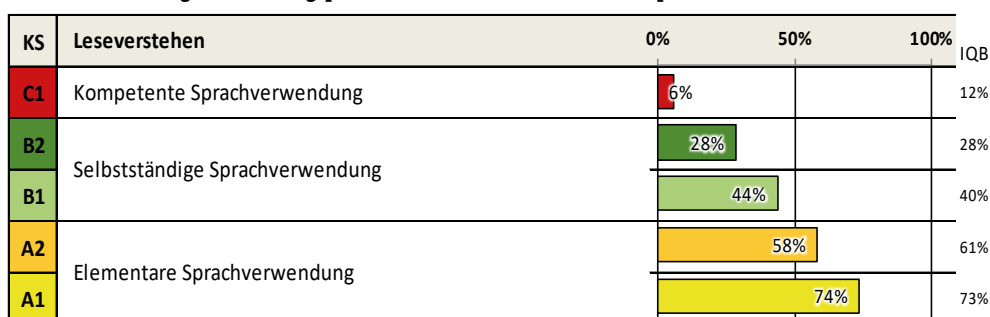 KS Leseverstehen 0% 50% 100% IQB
C1 Kompetente Sprachverwendung 6% 12%
B2 28% 28%
Selbstständige Sprachverwendung
B1 44% 40%
A2 58% 61%
Elementare Sprachverwendung
A1 74% 73%